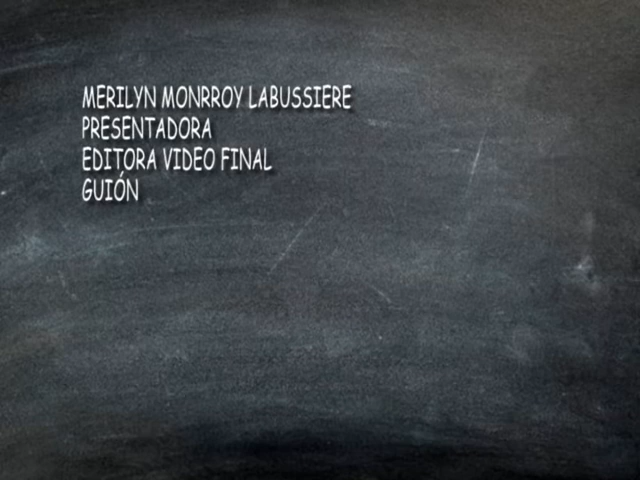 MERILYN MONRROY LABUSSIERE
PRESENTADORA
EDITORA VIDEO FINAL
GUIÓN